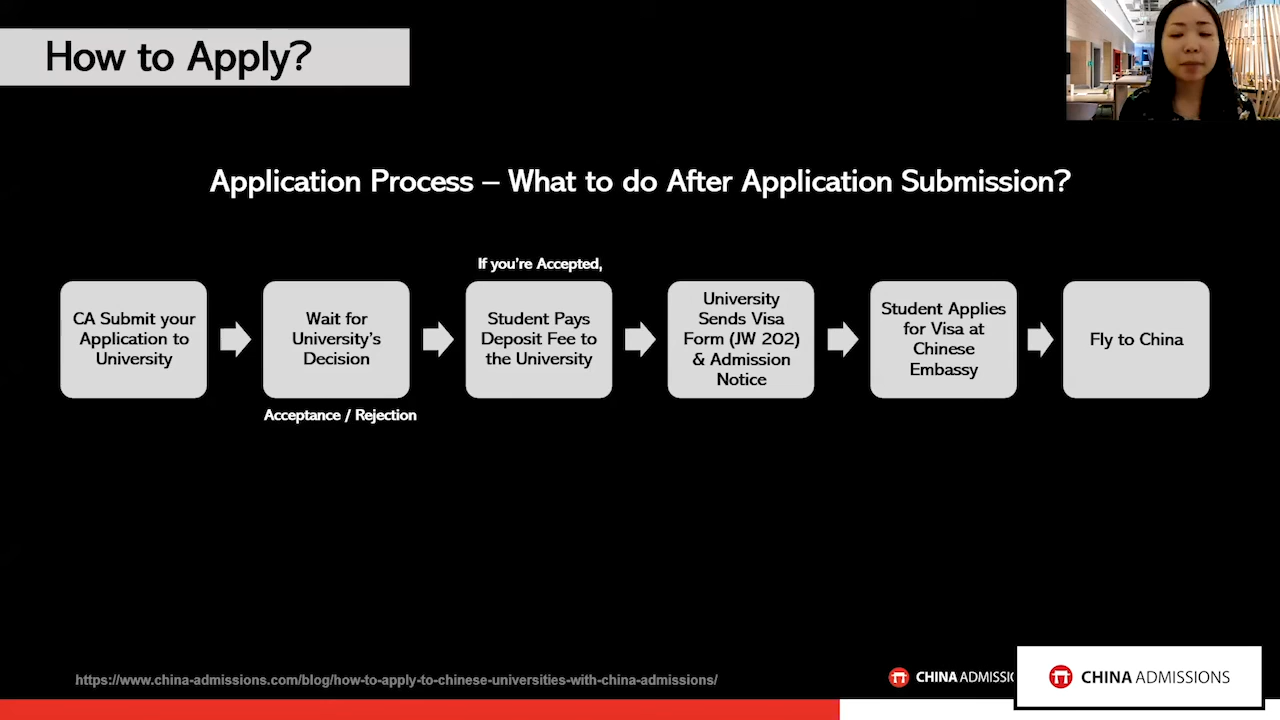 How to Apply?
Application Process – What to do After Application Submission?
If you're Accepted,
CA Submit your
Application to
University
Wait for
University's
Decision
Student Pays
Deposit Fee to
the University
University
Sends Visa
Form (JW 202)
& Admission
Notice
Student Applies
for Visa at
Chinese
Embassy
Fly to China
Acceptance / Rejection
https://www.china-admissions.com/blog/how-to-apply-to-chinese-universities-with-china-admissions/
CHINA ADMISSIC
CHINA ADMISSIONS